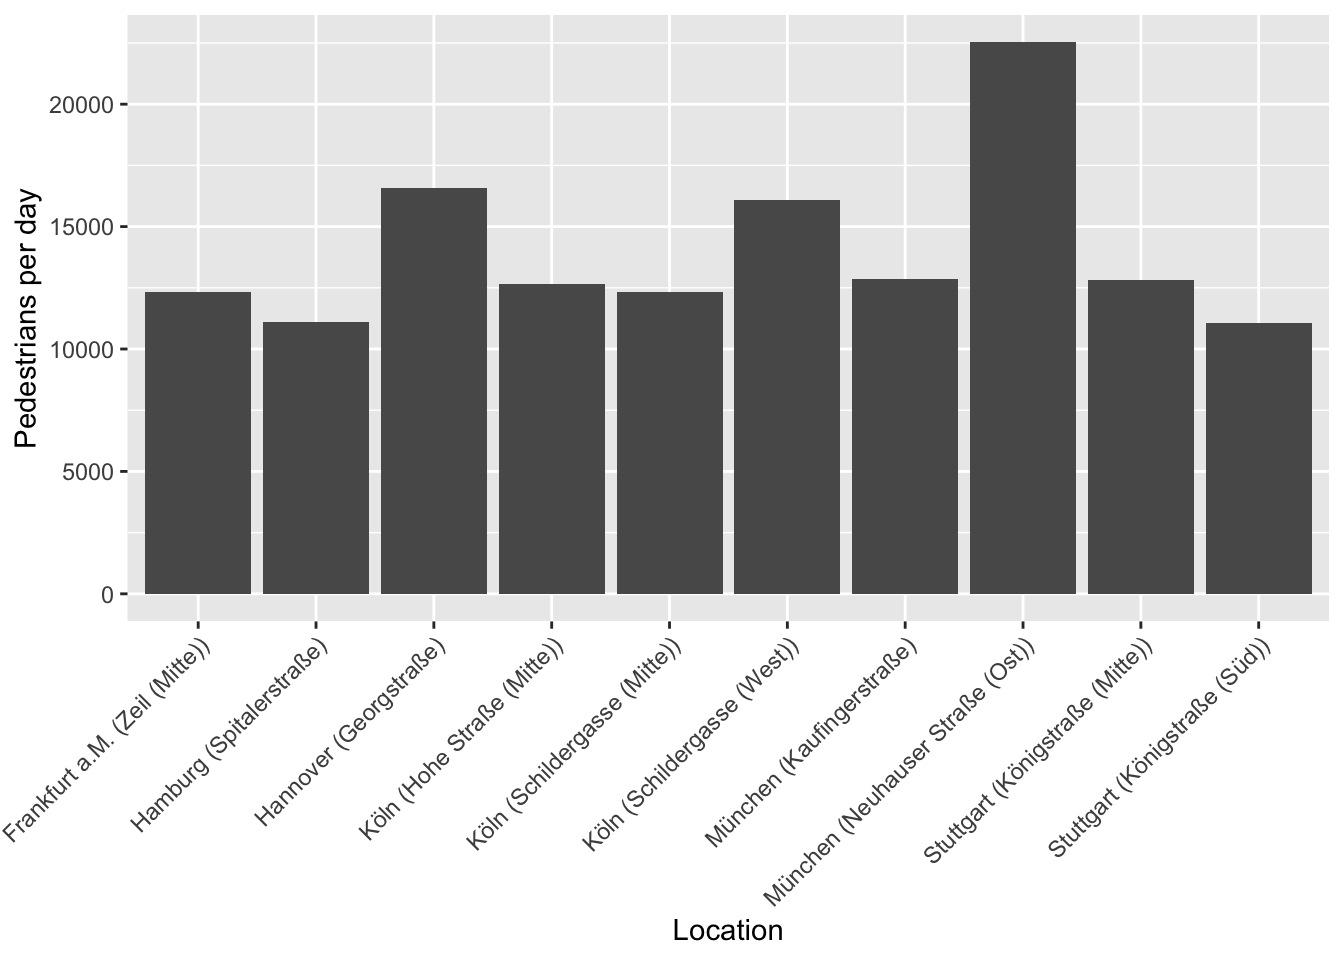 Pedestrians per day
20000
15000
10000
5000
0
Frankfurt a.M. (Zeil (Mitte))
Hamburg (Spitalerstraße)
Hannover (Georgstraße)
Köln (Hohe Straße (Mitte))
Köln (Schildergasse (Mitte))
Köln (Schildergasse (West))
München (Kaufingerstraße)
München (Neuhauser Straße (Ost))
Stuttgart (Königstraße (Mitte))
Stuttgart (Königstraße (Süd))
Location